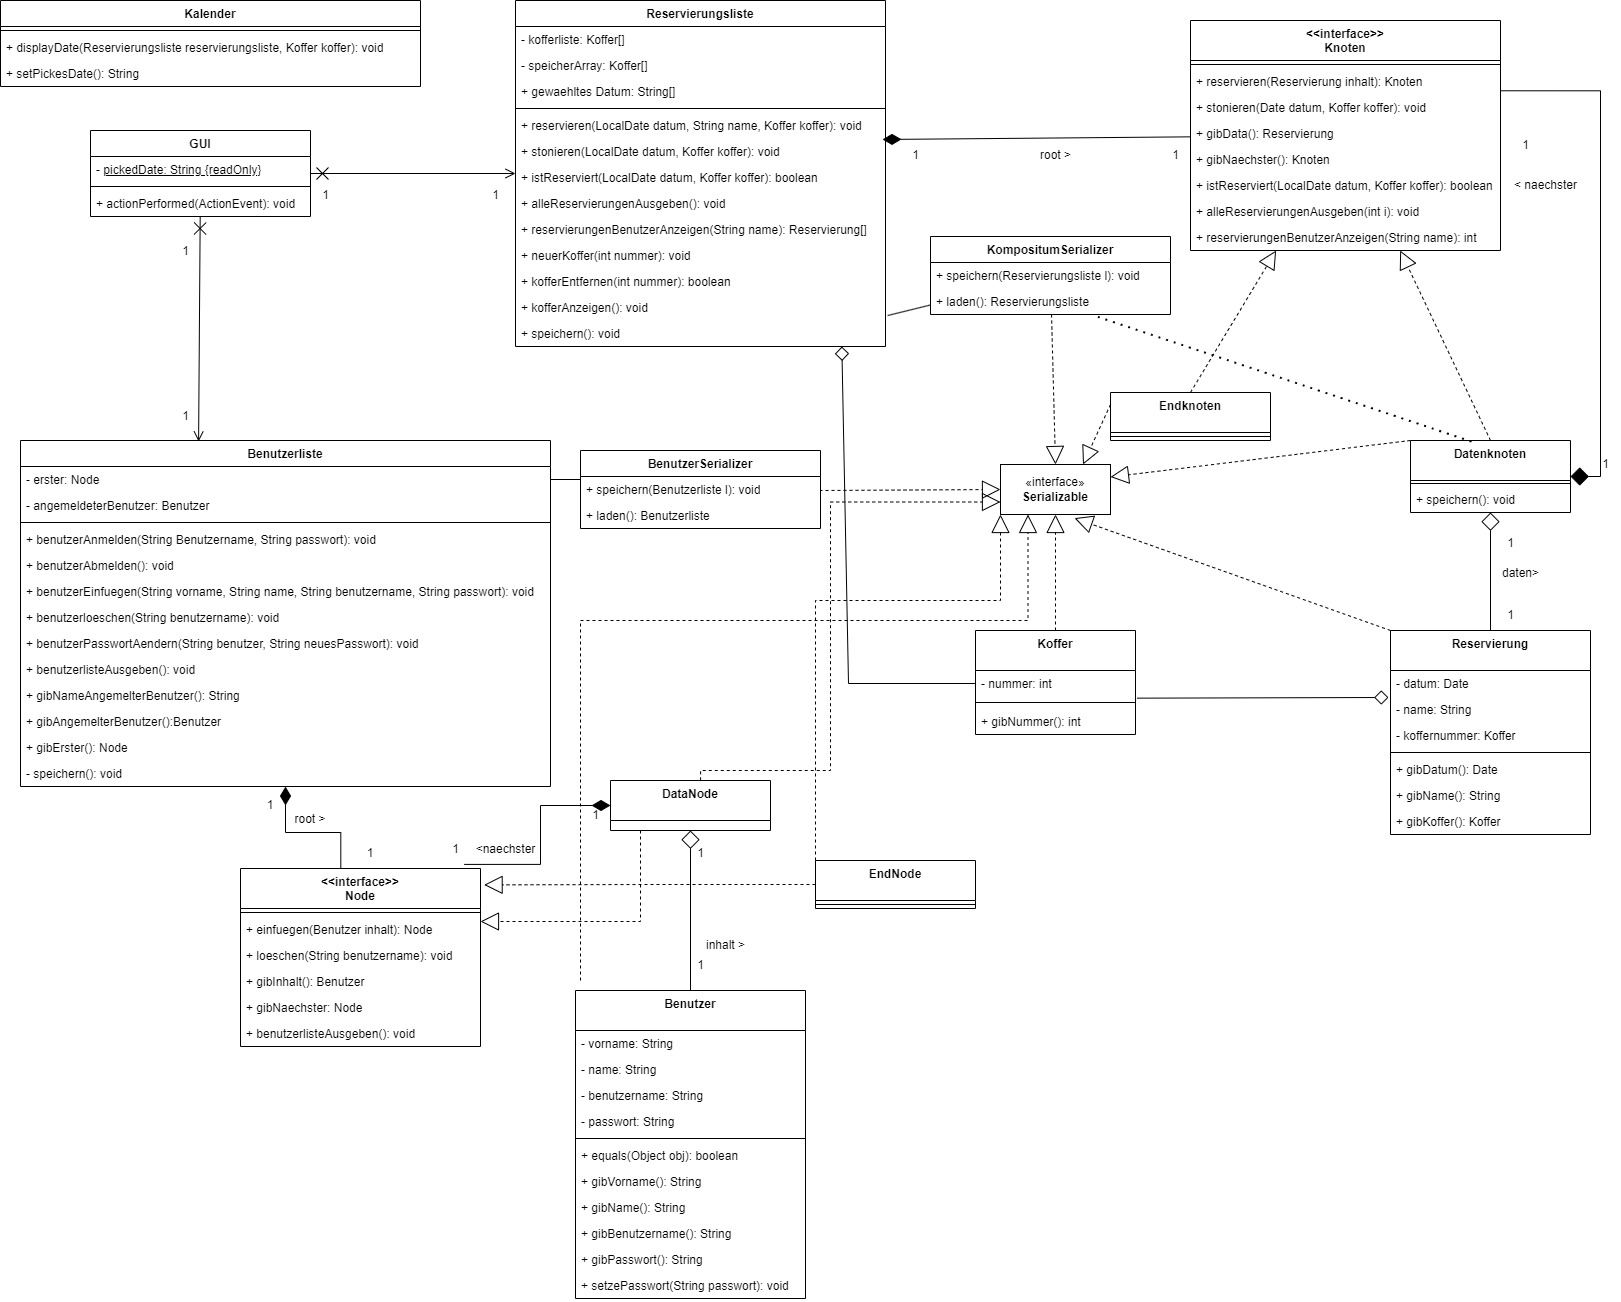 Kalender
+ displayDate(Reservierungsliste reservierungsliste, Koffer koffer): void
+ setPickesDate(): String
GUI
- pickedDate: String {readOnly}
+ actionPerformed(ActionEvent): void
1
1
1
1
Reservierungsliste
- kofferliste: Koffer[]
- speicherArray: Koffer[]
+ gewaehltes Datum: String[]
+ reservieren(LocalDate datum, String name, Koffer koffer): void
+ stonieren(LocalDate datum, Koffer koffer): void
+ istReserviert(LocalDate datum, Koffer koffer): boolean
+ alleReservierungenAusgeben(): void
+ reservierungenBenutzerAnzeigen(String name): Reservierung[]
+ neuerKoffer(int nummer): void
+ kofferEntfernen(int nummer): boolean
+ kofferAnzeigen(): void
+ speichern(): void
1
root >
1
<<interface>>
Knoten
+ reservieren(Reservierung inhalt): Knoten
+ stonieren(Date datum, Koffer koffer): void
+ gibData(): Reservierung
+ gibNaechster(): Knoten
+ istReserviert(LocalDate datum, Koffer koffer): boolean
+ alleReservierungenAusgeben(int i): void
+ reservierungenBenutzerAnzeigen(String name): int
1
< naechster
1
KompositumSerializer
+ speichern(Reservierungsliste l): void
+ laden(): Reservierungsliste
Endknoten
Datenknoten
+ speichern(): void
1
daten>
1
«interface»
Serializable
Benutzerliste
- erster: Node
- angemeldeterBenutzer: Benutzer
+ benutzerAnmelden(String Benutzername, String passwort): void
+ benutzerAbmelden(): void
+ benutzerEinfuegen(String vorname, String name, String benutzername, String passwort): void
+ benutzerloeschen(String benutzername): void
+ benutzerPasswortAendern(String benutzer, String neuesPasswort): void
+ benutzerlisteAusgeben(): void
+ gibNameAngemelterBenutzer(): String
+ gibAngemelterBenutzer():Benutzer
+ gibErster(): Node
- speichern(): void
BenutzerSerializer
+ speichern(Benutzerliste l): void
+ laden(): Benutzerliste
Koffer
- nummer: int
+ gibNummer(): int
Reservierung
- datum: Date
- name: String
- koffernummer: Koffer
+ gibDatum(): Date
+ gibName(): String
+ gibKoffer(): Koffer
1
root >
1
1
<naechster
1
DataNode
1
inhalt >
1
EndNode
<<interface>>
Node
+ einfuegen(Benutzer inhalt): Node
+ loeschen(String benutzername): void
+ gibInhalt(): Benutzer
+ gibNaechster: Node
+ benutzerlisteAusgeben(): void
Benutzer
- vorname: String
- name: String
- benutzername: String
- passwort: String
+ equals(Object obj): boolean
+ gibVorname(): String
+ gibName(): String
+ gibBenutzername(): String
+ gibPasswort(): String
+ setzePasswort(String passwort): void